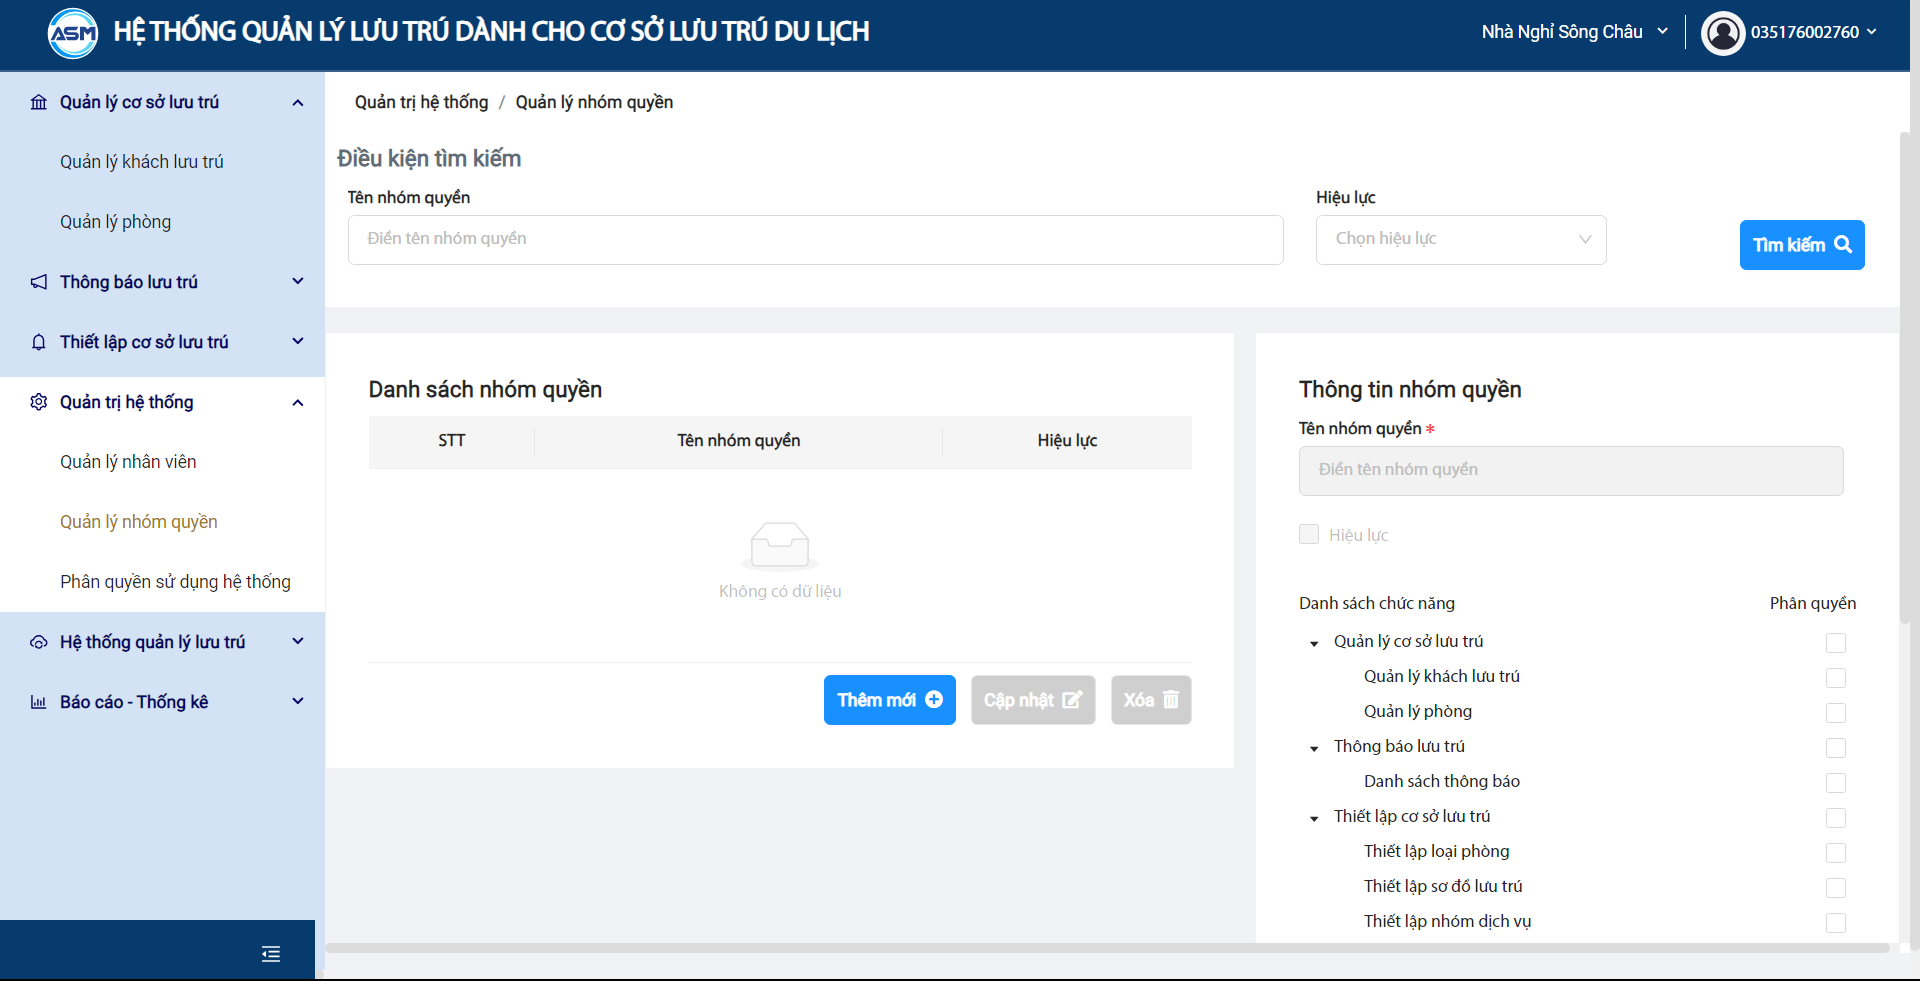 ASM
HỆ THỐNG QUẢN LÝ LƯU TRÚ DÀNH CHO CƠ SỞ LƯU TRÚ DU LỊCH
Nhà Nghỉ Sông Châu
035176002760
Quản lý cơ sở lưu trú
Quản lý khách lưu trú
Quản lý phòng
Thông báo lưu trú
Thiết lập cơ sở lưu trú
Quản trị hệ thống
Quản lý nhân viên
Quản lý nhóm quyền
Phân quyền sử dụng hệ thống
Hệ thống quản lý lưu trú
Báo cáo - Thống kê
Quản trị hệ thống / Quản lý nhóm quyền
Điều kiện tìm kiếm
Tên nhóm quyền
Điền tên nhóm quyền
Hiệu lực
Chọn hiệu lực
Tìm kiếm
Danh sách nhóm quyền
STT Tên nhóm quyền Hiệu lực
Không có dữ liệu
Thêm mới Cập nhật Xóa
Thông tin nhóm quyền
Tên nhóm quyền *
Điền tên nhóm quyền
Hiệu lực
Danh sách chức năng Phân quyền
Quản lý cơ sở lưu trú
Quản lý khách lưu trú
Quản lý phòng
Thông báo lưu trú
Danh sách thông báo
Thiết lập cơ sở lưu trú
Thiết lập loại phòng
Thiết lập sơ đồ lưu trú
Thiết lập nhóm dịch vụ